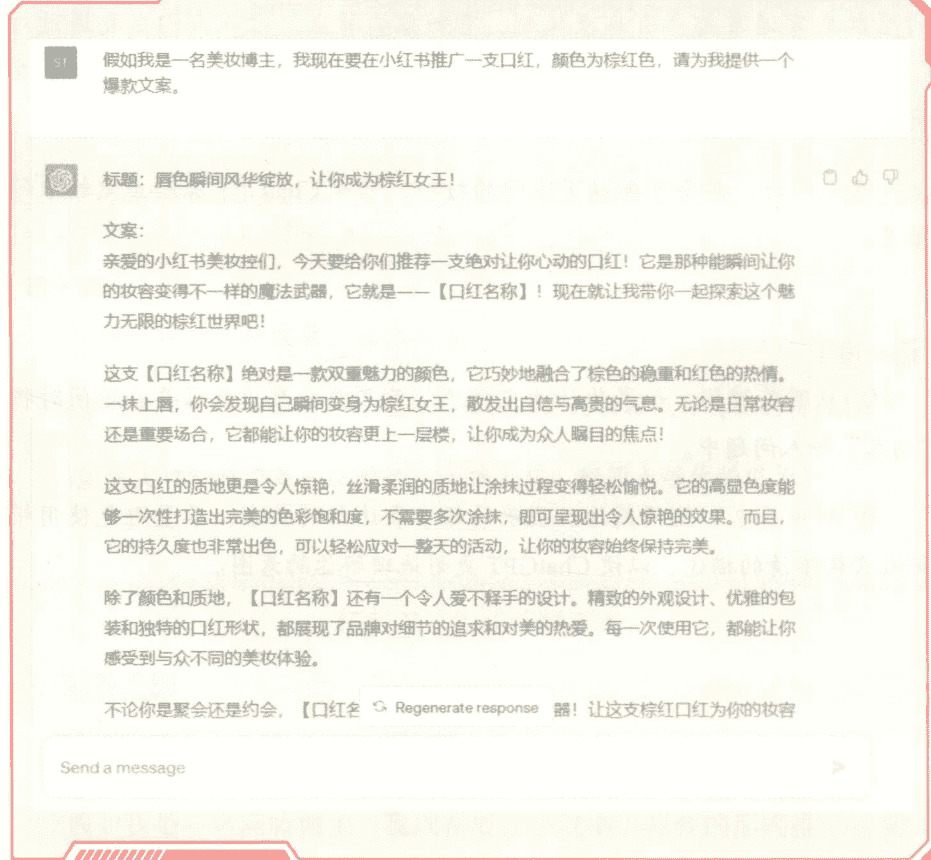 SI
假如我是一名美妆博主，我现在要在小红书推广一支口红，颜色为棕红色，请为我提供一个
爆款文案。
标题：唇色瞬间风华绽放，让你成为棕红女王！
文案：
亲爱的小红书美妆控们，今天要给你们推荐一支绝对让你心动的口红！它是那种能瞬间让你
的妆容变得不一样的魔法武器，它就是——【口红名称】！现在就让我带你一起探索这个魅
力无限的棕红世界吧！
这支【口红名称】绝对是一款双重魅力的颜色，它巧妙地融合了棕色的稳重和红色的热情。
一抹上唇，你会发现自己瞬间变身为棕红女王，散发出自信与高贵的气息。无论是日常妆容
还是重要场合，它都能让你的妆容更上一层楼，让你成为众人瞩目的焦点！
这支口红的质地更是令人惊艳，丝滑柔润的质地让涂抹过程变得轻松愉悦。它的高显色度能
够一次性打造出完美的色彩饱和度，不需要多次涂抹，即可呈现出令人惊艳的效果。而且，
它的持久度也非常出色，可以轻松应对一整天的活动，让你的妆容始终保持完美。
除了颜色和质地，【口红名称】还有一个令人爱不释手的设计。精致的外观设计、优雅的包
装和独特的口红形状，都展现了品牌对细节的追求和对美的热爱。每一次使用它，都能让你
感受到与众不同的美妆体验。
不论你是聚会还是约会，【口红名 Regenerate response 器！让这支棕红口红为你的妆容
Send a message